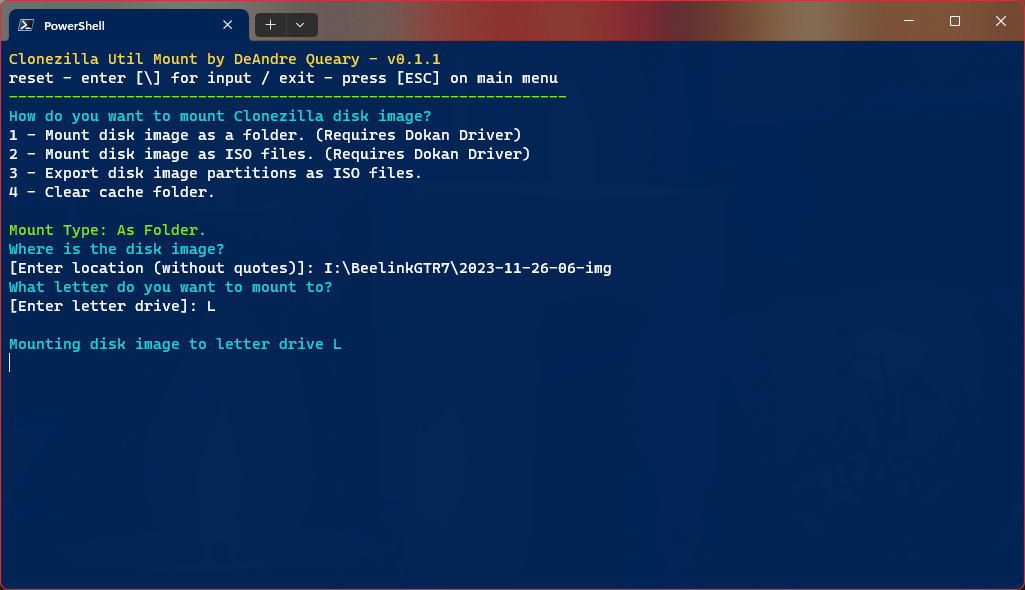 PowerShell
Clonezilla Util Mount by DeAndre Queary - v0.1.1
reset - enter [\] for input / exit - press [ESC] on main menu
--------------------------------------------------------------
How do you want to mount Clonezilla disk image?
1 - Mount disk image as a folder. (Requires Dokan Driver)
2 - Mount disk image as ISO files. (Requires Dokan Driver)
3 - Export disk image partitions as ISO files.
4 - Clear cache folder.
Mount Type: As Folder.
Where is the disk image?
[Enter location (without quotes)]: I:\BeelinkGTR7\2023-11-26-06-img
What letter do you want to mount to?
[Enter letter drive]: L
Mounting disk image to letter drive L